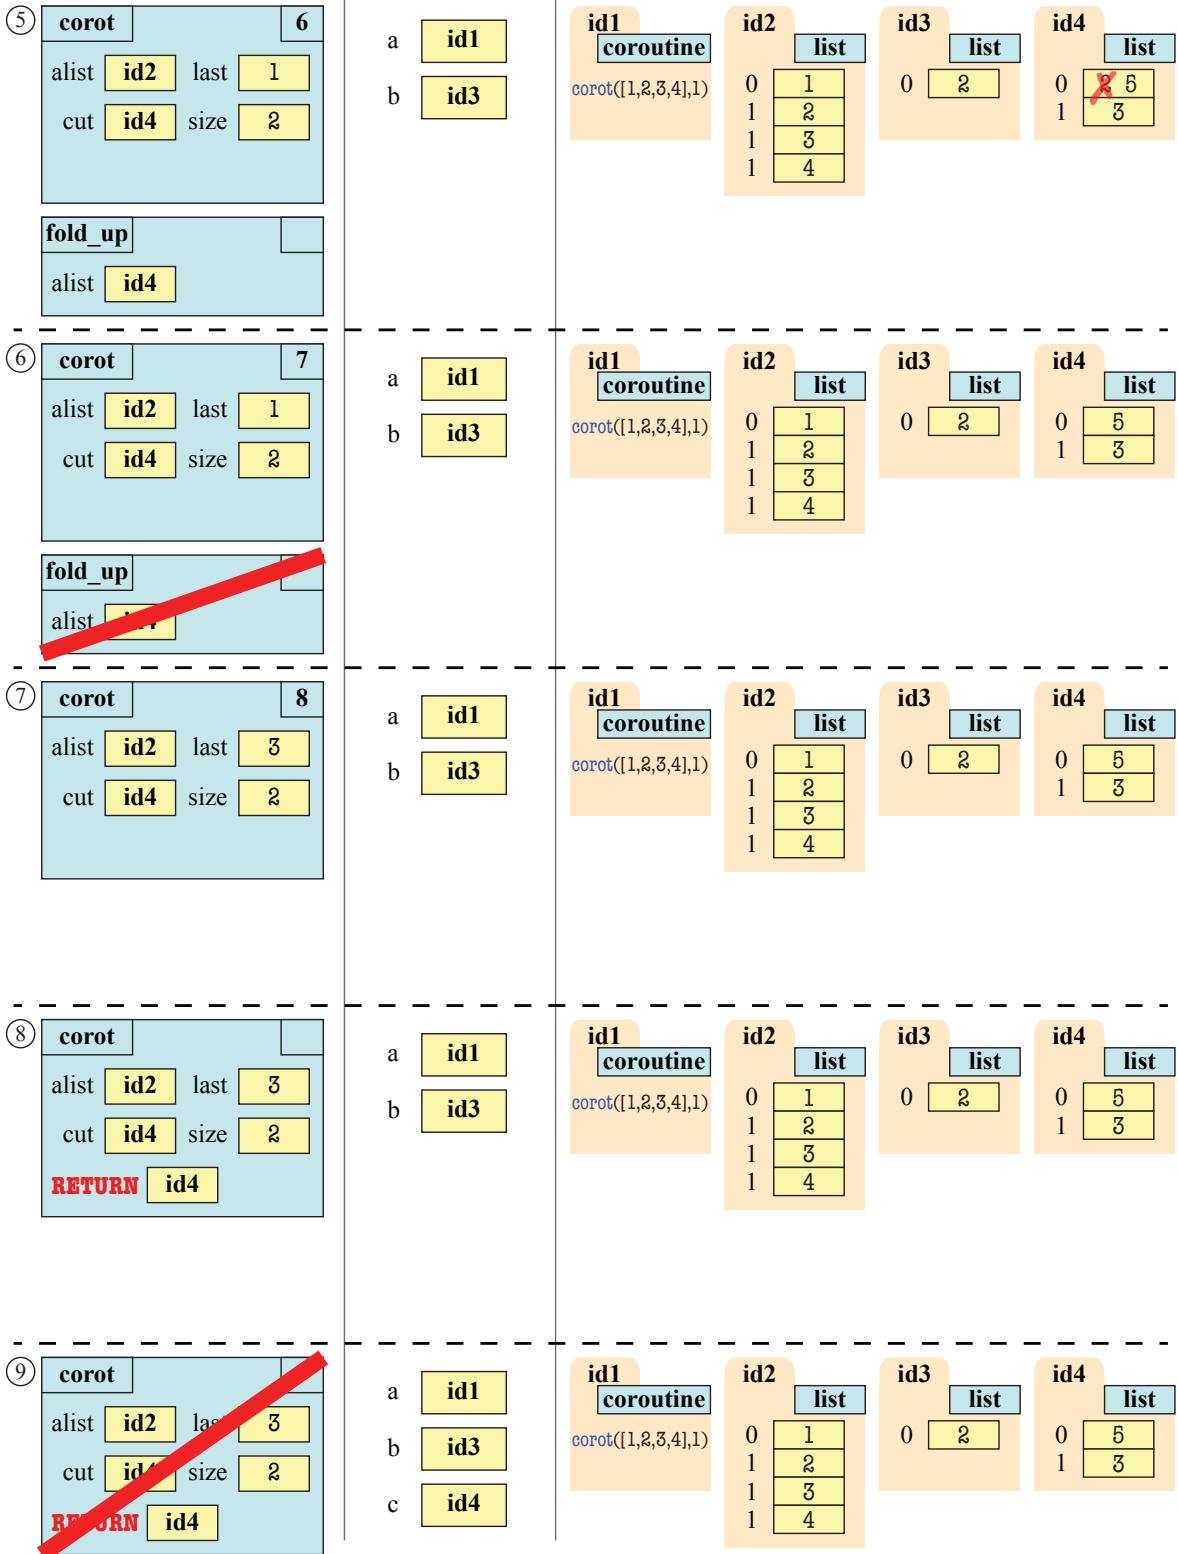 ⑤ corot 6 id1 id2 id3 id4
a id1 coroutine list list list
alist id2 last 1 corot([1,2,3,4],1) 0 1 0 2 0 2 5
b id3 1 2 1 3
cut id4 size 2 1 3
1 4
fold_up
alist id4
⑥ corot 7 id1 id2 id3 id4
a id1 coroutine list list list
alist id2 last 1 corot([1,2,3,4],1) 0 1 0 2 0 5
b id3 1 2 1 3
cut id4 size 2 1 3
1 4
fold_up
alist id4
⑦ corot 8 id1 id2 id3 id4
a id1 coroutine list list list
alist id2 last 3 corot([1,2,3,4],1) 0 1 0 2 0 5
b id3 1 2 1 3
cut id4 size 2 1 3
1 4
⑧ corot id1 id2 id3 id4
a id1 coroutine list list list
alist id2 last 3 corot([1,2,3,4],1) 0 1 0 2 0 5
b id3 1 2 1 3
cut id4 size 2 1 3
RETURN id4 1 4
⑨ corot id1 id2 id3 id4
a id1 coroutine list list list
alist id2 last 3 corot([1,2,3,4],1) 0 1 0 2 0 5
b id3 1 2 1 3
cut id4 size 2 1 3
c id4 1 4
RETURN id4